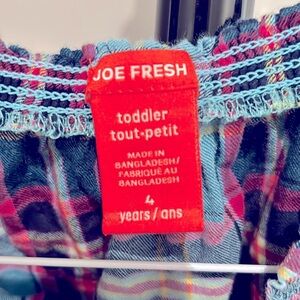 JOE FRESH
toddler
tout-petit
MADE IN
BANGLADESH/
FABRIQUÉ AU
BANGLADESH
4
years/ans